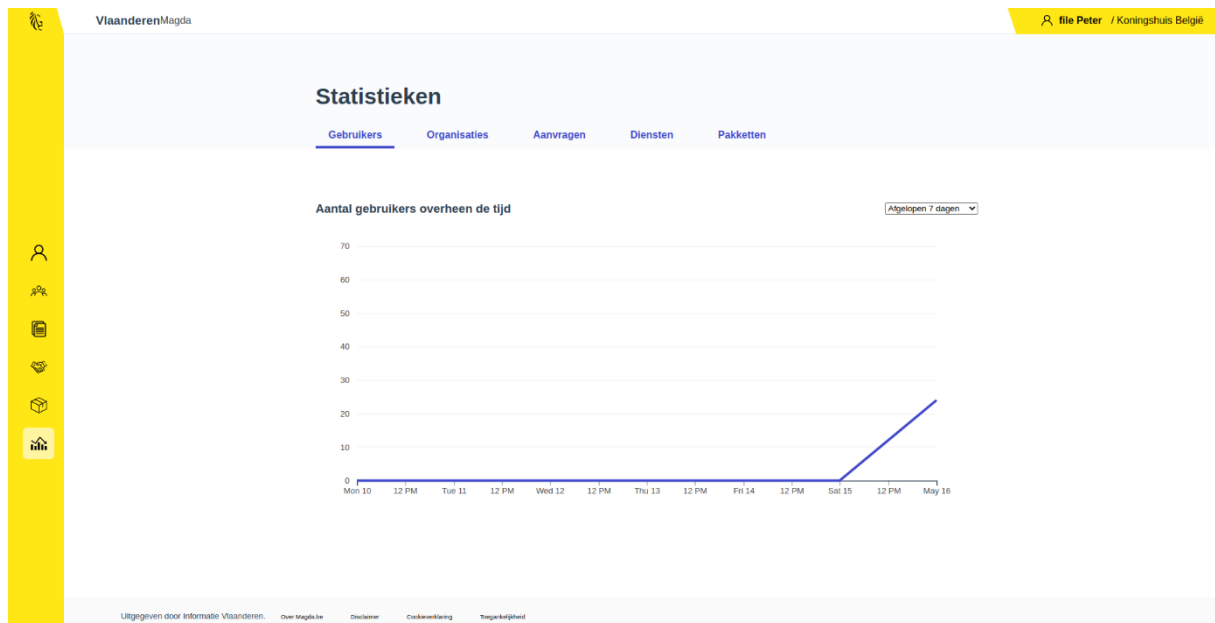 VlaanderenMagda
file Peter / Koningshuis België
Statistieken
Gebruikers Organisaties Aanvragen Diensten Pakketten
Aantal gebruikers overheen de tijd
Afgelopen 7 dagen
70
60
50
40
30
20
10
0
Mon 10 12 PM Tue 11 12 PM Wed 12 12 PM Thu 13 12 PM Fri 14 12 PM Sat 15 12 PM May 16
Uitgegeven door Informatie Vlaanderen. Over Magda.be Disclaimer Cookieverklaring Toegankelijkheid